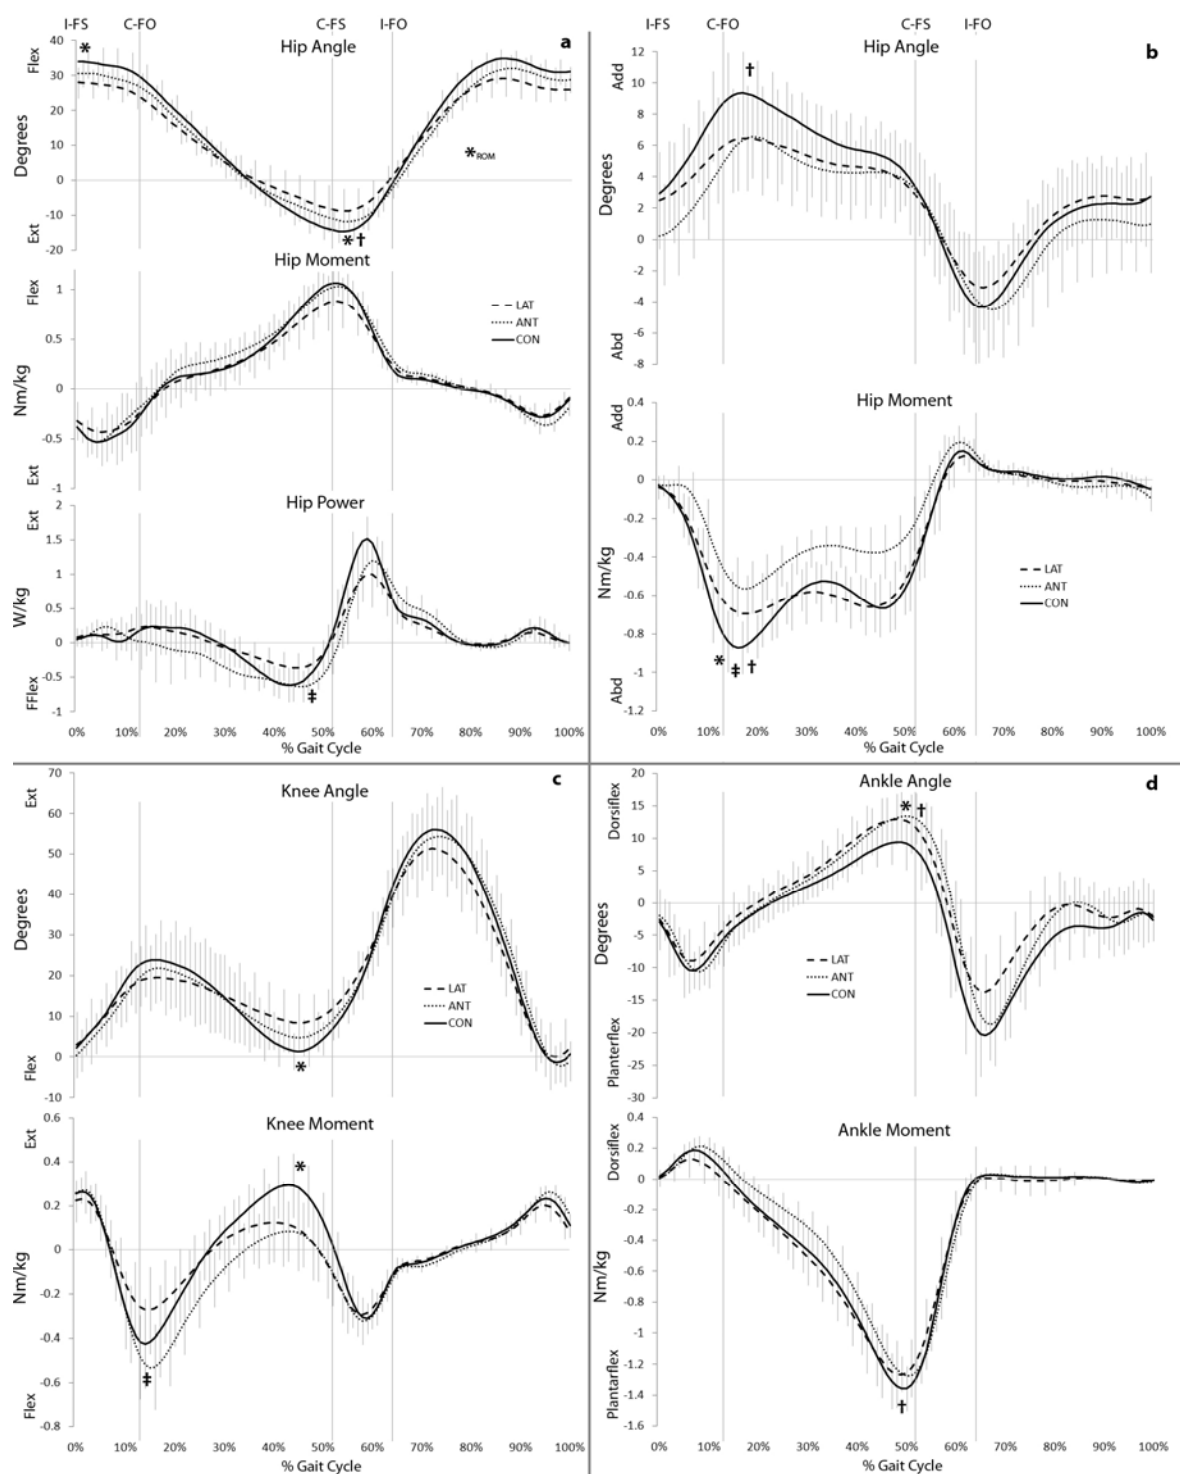 I-FS C-FO C-FS I-FO
Hip Angle
a
Flex
Degrees
Ext
40
30
20
10
0
-10
-20
*
*ROM
*†
Hip Moment
Flex
Nm/kg
Ext
1
0.5
0
-0.5
-1
LAT
ANT
CON
Hip Power
Ext
W/kg
FFlex
2
1.5
1
0.5
0
-0.5
-1
‡
0% 10% 20% 30% 40% 50% 60% 70% 80% 90% 100%
% Gait Cycle
I-FS C-FO C-FS I-FO
Hip Angle
b
Add
Degrees
Abd
12
10
8
6
4
2
0
-2
-4
-6
-8
†
Hip Moment
Add
Nm/kg
Abd
0.4
0.2
0
-0.2
-0.4
-0.6
-0.8
-1
-1.2
LAT
ANT
CON
* ‡ †
0% 10% 20% 30% 40% 50% 60% 70% 80% 90% 100%
% Gait Cycle
c
Knee Angle
Ext
Degrees
Flex
70
60
50
40
30
20
10
0
-10
LAT
ANT
CON
*
Knee Moment
Ext
Nm/kg
Flex
0.6
0.4
0.2
0
-0.2
-0.4
-0.6
-0.8
*
‡
0% 10% 20% 30% 40% 50% 60% 70% 80% 90% 100%
% Gait Cycle
Ankle Angle
d
Dorsiflex
Degrees
Planterflex
20
15
10
5
0
-5
-10
-15
-20
-25
-30
* †
LAT
ANT
CON
Ankle Moment
Dorsiflex
Nm/kg
Plantarflex
0.4
0.2
0
-0.2
-0.4
-0.6
-0.8
-1
-1.2
-1.4
-1.6
†
0% 10% 20% 30% 40% 50% 60% 70% 80% 90% 100%
% Gait Cycle